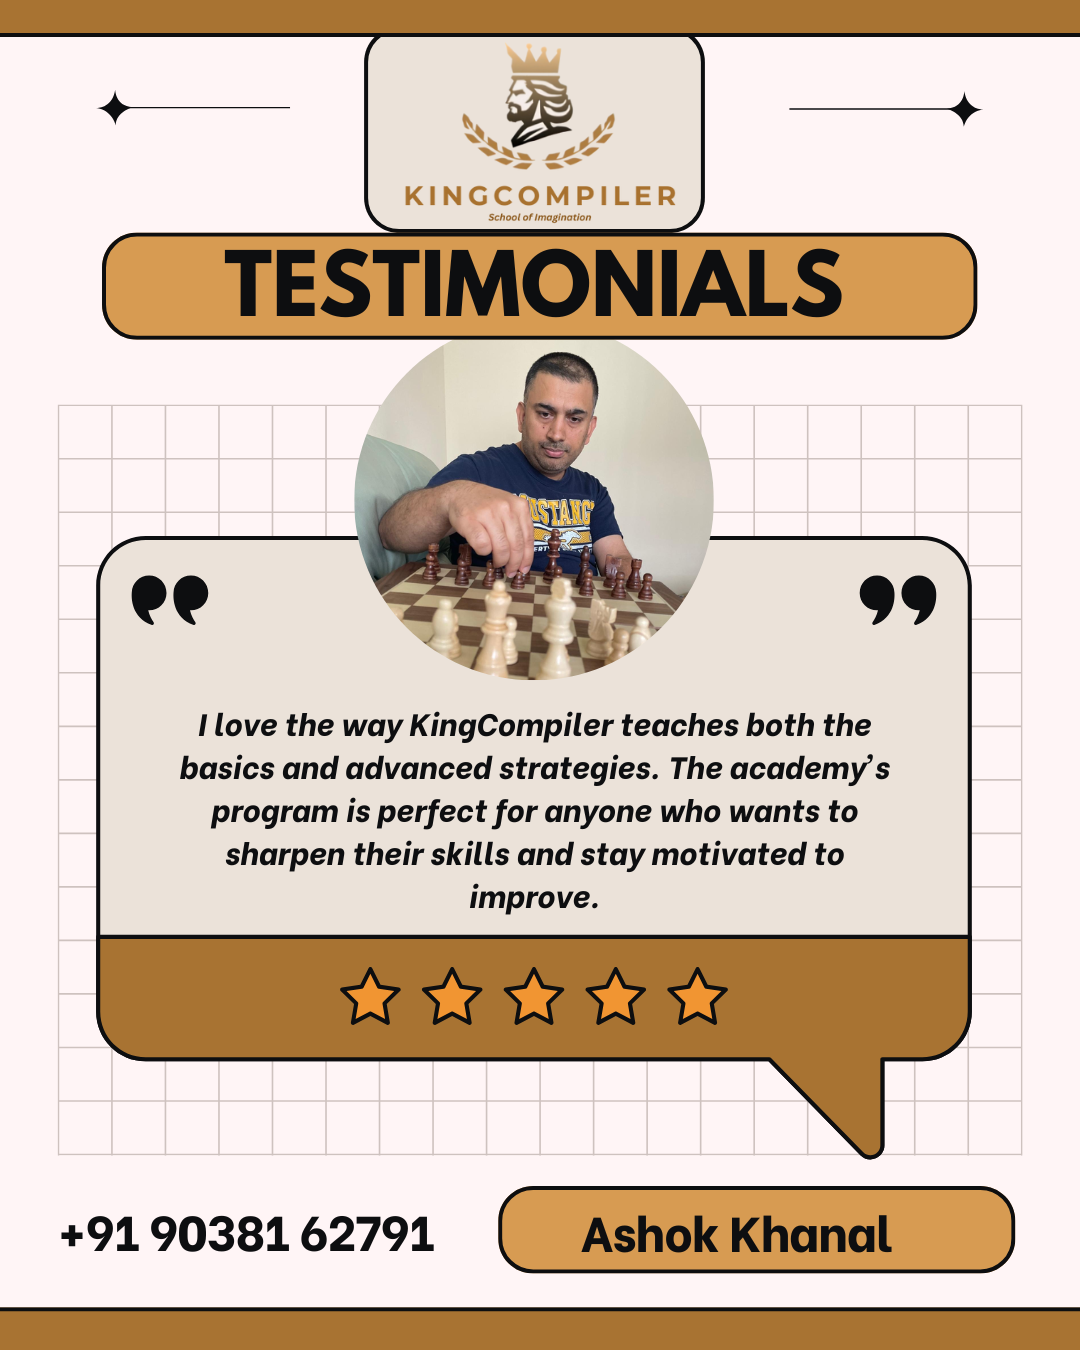 KINGCOMPILER
School of Imagination
TESTIMONIALS
I love the way KingCompiler teaches both the
basics and advanced strategies. The academy’s
program is perfect for anyone who wants to
sharpen their skills and stay motivated to
improve.
+91 90381 62791
Ashok Khanal